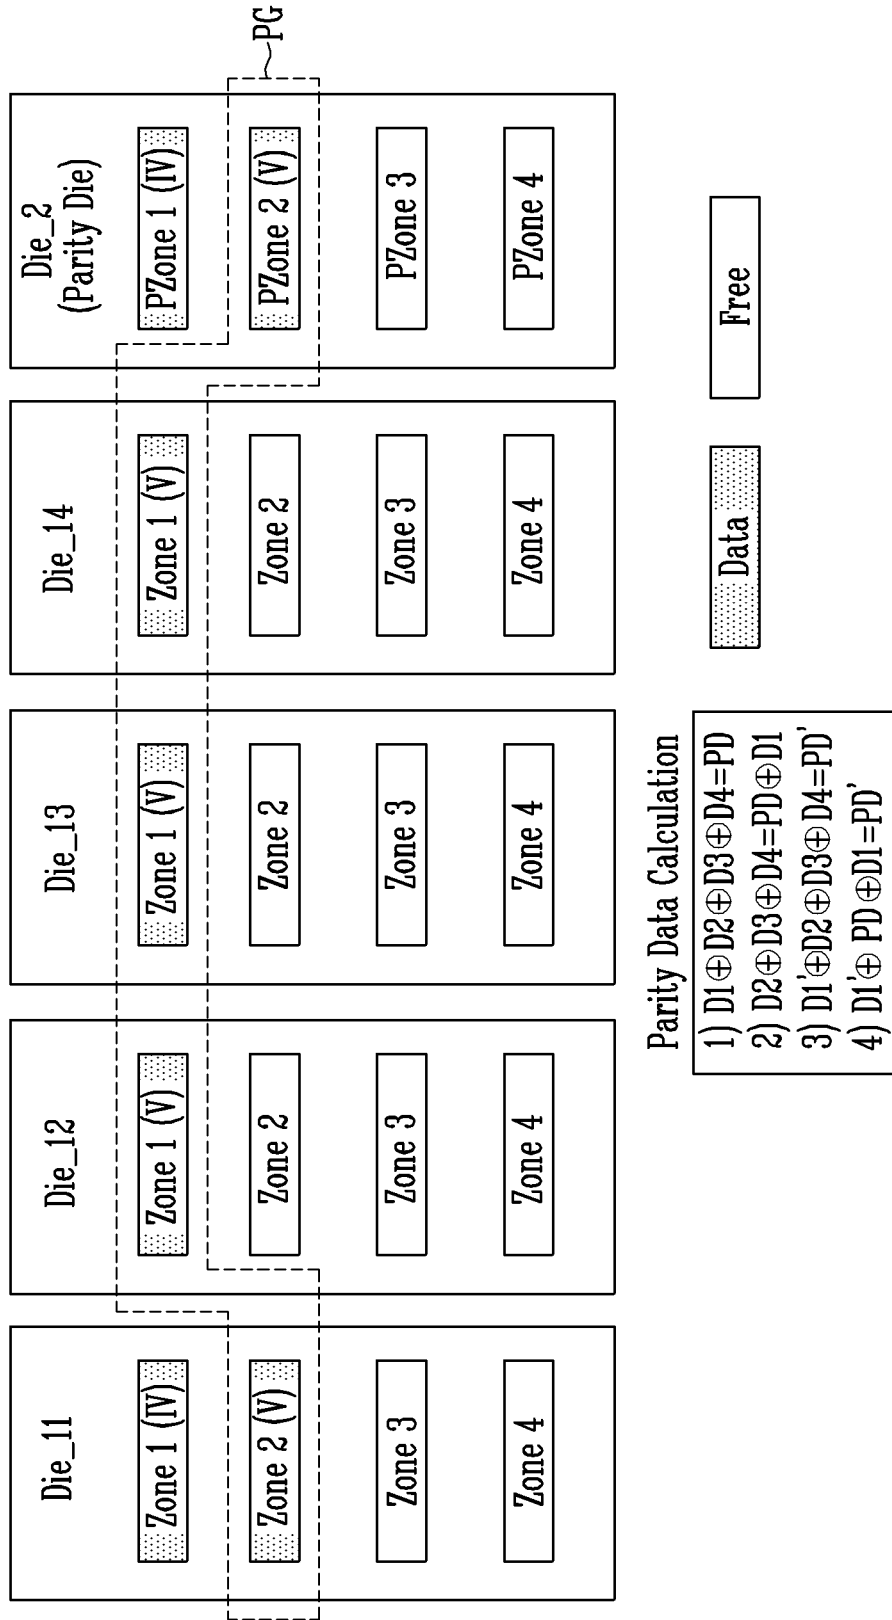 Die_11
Zone 1 (IV)
Zone 2 (V)
Zone 3
Zone 4
Die_12
Zone 1 (V)
Zone 2
Zone 3
Zone 4
Die_13
Zone 1 (V)
Zone 2
Zone 3
Zone 4
Die_14
Zone 1 (V)
Zone 2
Zone 3
Zone 4
Die_2
(Parity Die)
PZone 1 (IV)
PZone 2 (V)
PZone 3
PZone 4
PG
Parity Data Calculation
1) D1⊕D2⊕D3⊕D4=PD
2) D2⊕D3⊕D4=PD⊕D1
3) D1'⊕D2⊕D3⊕D4=PD'
4) D1'⊕ PD⊕D1=PD'
Data
Free